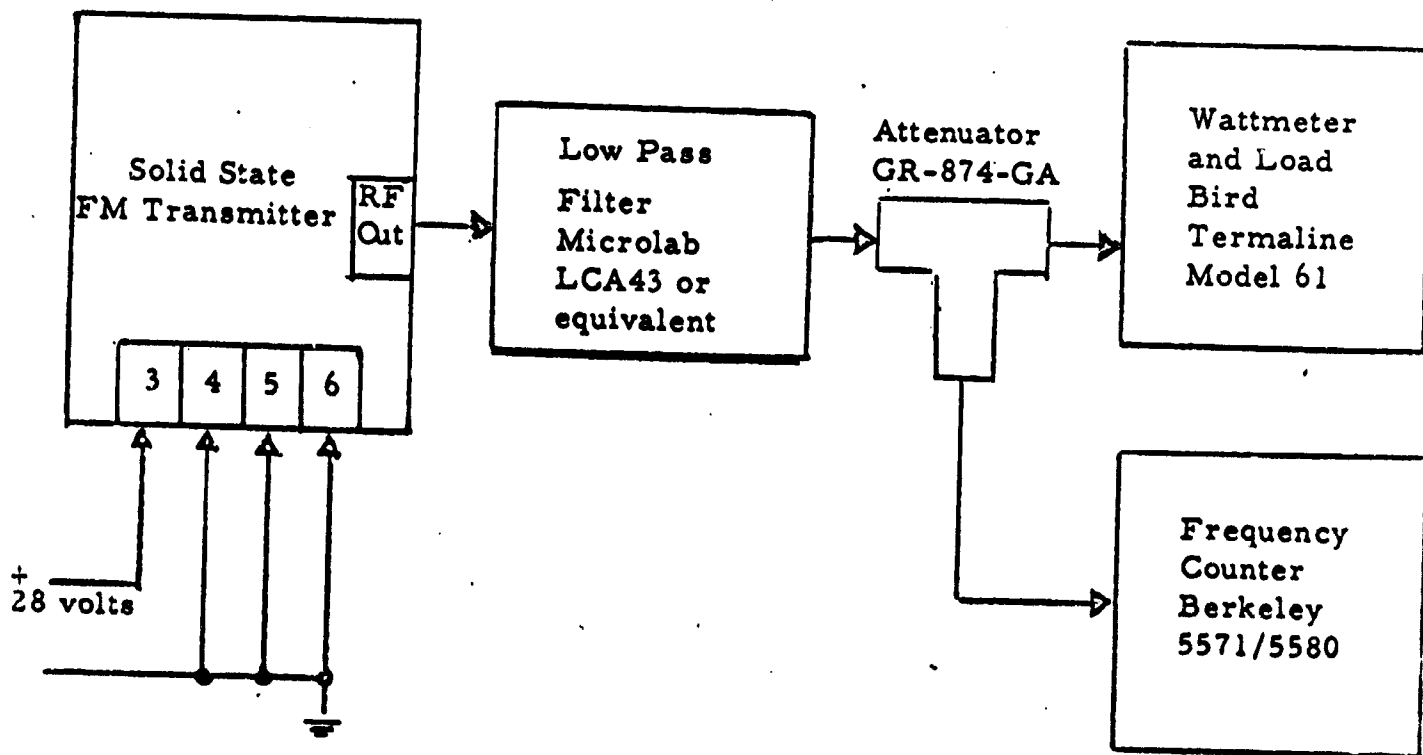 Solid State
FM Transmitter
RF
Out
3 4 5 6
+
28 volts
Low Pass
Filter
Microlab
LCA43 or
equivalent
Attenuator
GR-874-GA
Wattmeter
and Load
Bird
Termaline
Model 61
Frequency
Counter
Berkeley
5571/5580